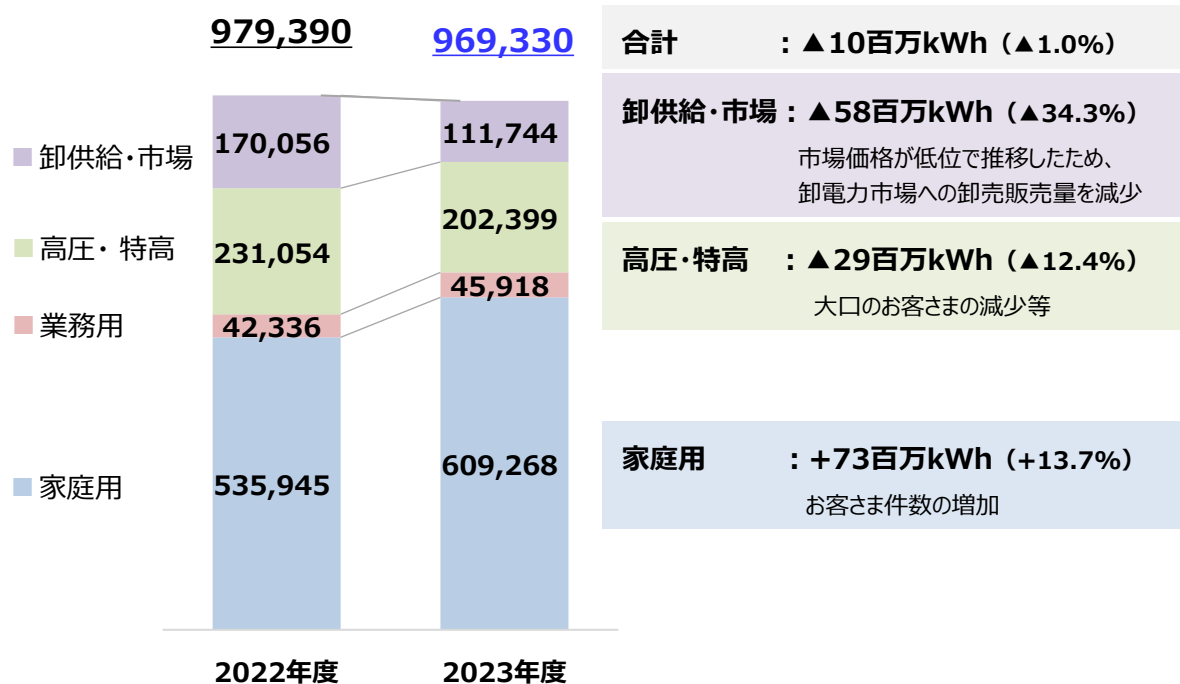 979,390
969,330
卸供給・市場
高圧・ 特高
業務用
家庭用
170,056
231,054
42,336
535,945
111,744
202,399
45,918
609,268
2022年度
2023年度
合計 : ▲10百万kWh (▲1.0%)
卸供給・市場 : ▲58百万kWh (▲34.3%)
市場価格が低位で推移したため、
卸電力市場への卸売販売量を減少
高圧・特高 : ▲29百万kWh (▲12.4%)
大口のお客さまの減少等
家庭用 : +73百万kWh (+13.7%)
お客さま件数の増加